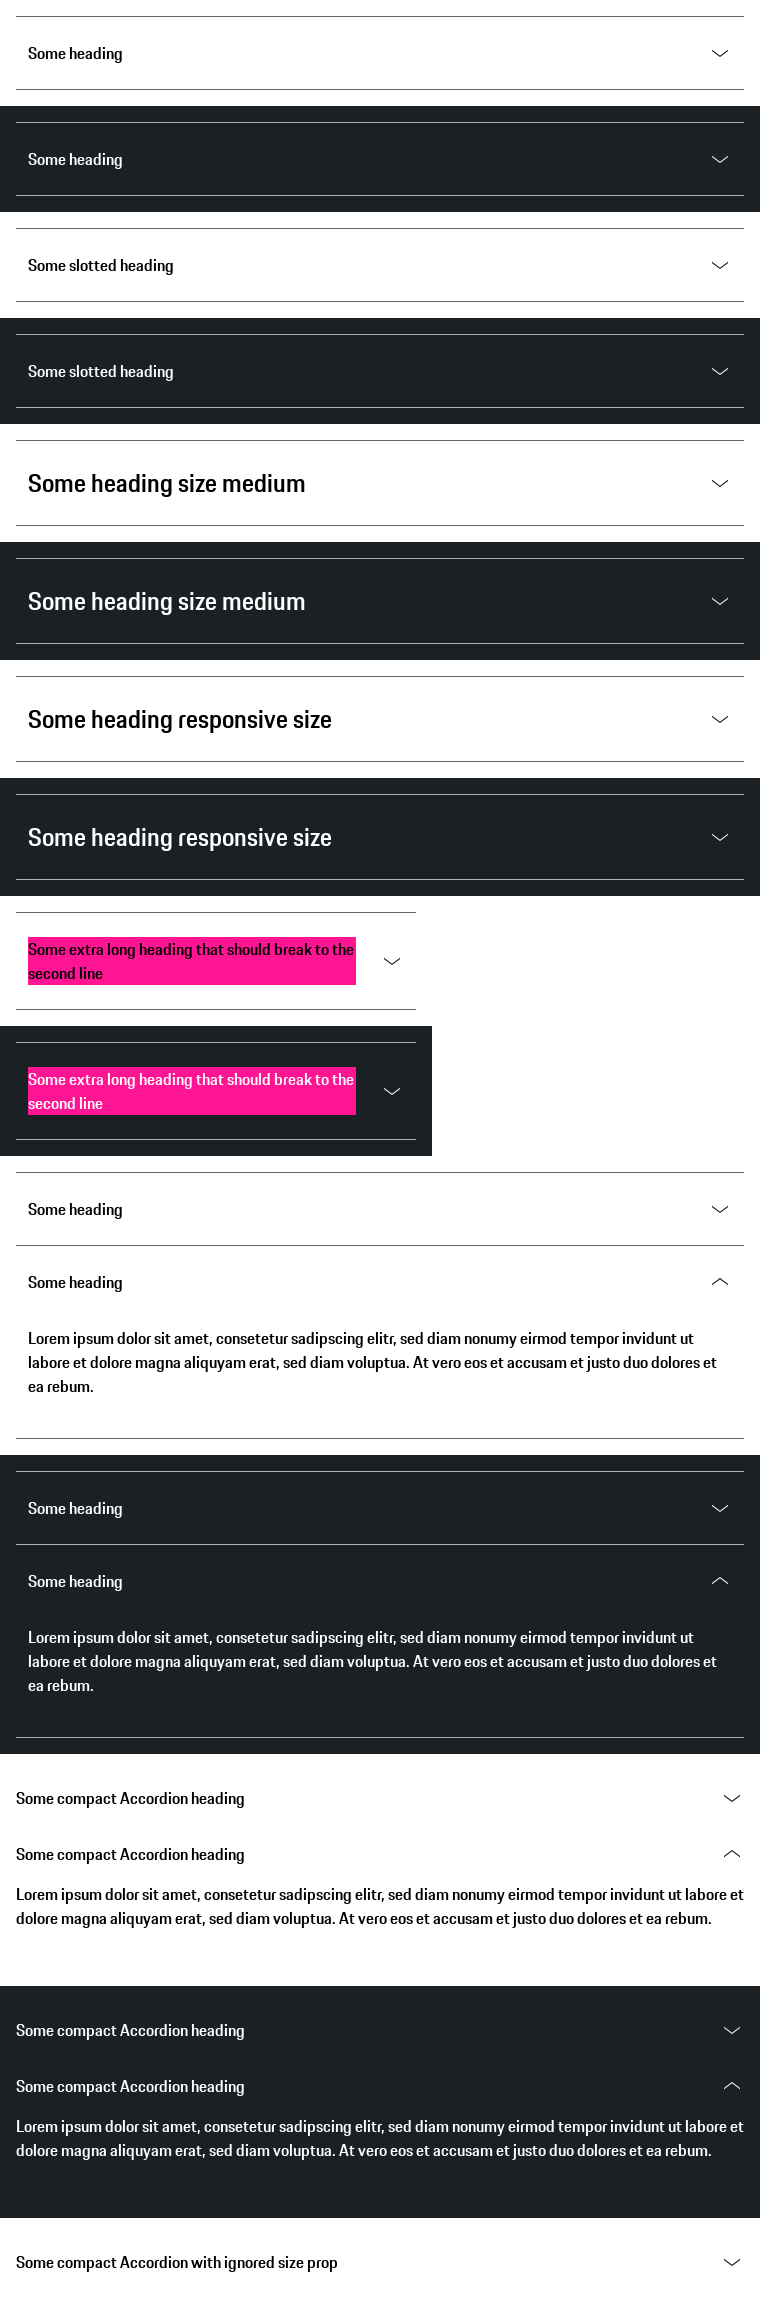 Some heading
Some heading
Some slotted heading
Some slotted heading
Some heading size medium
Some heading size medium
Some heading responsive size
Some heading responsive size
Some extra long heading that should break to the
second line
Some extra long heading that should break to the
second line
Some heading
Some heading
Lorem ipsum dolor sit amet, consetetur sadipscing elitr, sed diam nonumy eirmod tempor invidunt ut
labore et dolore magna aliquyam erat, sed diam voluptua. At vero eos et accusam et justo duo dolores et
ea rebum.
Some heading
Some heading
Lorem ipsum dolor sit amet, consetetur sadipscing elitr, sed diam nonumy eirmod tempor invidunt ut
labore et dolore magna aliquyam erat, sed diam voluptua. At vero eos et accusam et justo duo dolores et
ea rebum.
Some compact Accordion heading
Some compact Accordion heading
Lorem ipsum dolor sit amet, consetetur sadipscing elitr, sed diam nonumy eirmod tempor invidunt ut labore et
dolore magna aliquyam erat, sed diam voluptua. At vero eos et accusam et justo duo dolores et ea rebum.
Some compact Accordion heading
Some compact Accordion heading
Lorem ipsum dolor sit amet, consetetur sadipscing elitr, sed diam nonumy eirmod tempor invidunt ut labore et
dolore magna aliquyam erat, sed diam voluptua. At vero eos et accusam et justo duo dolores et ea rebum.
Some compact Accordion with ignored size prop